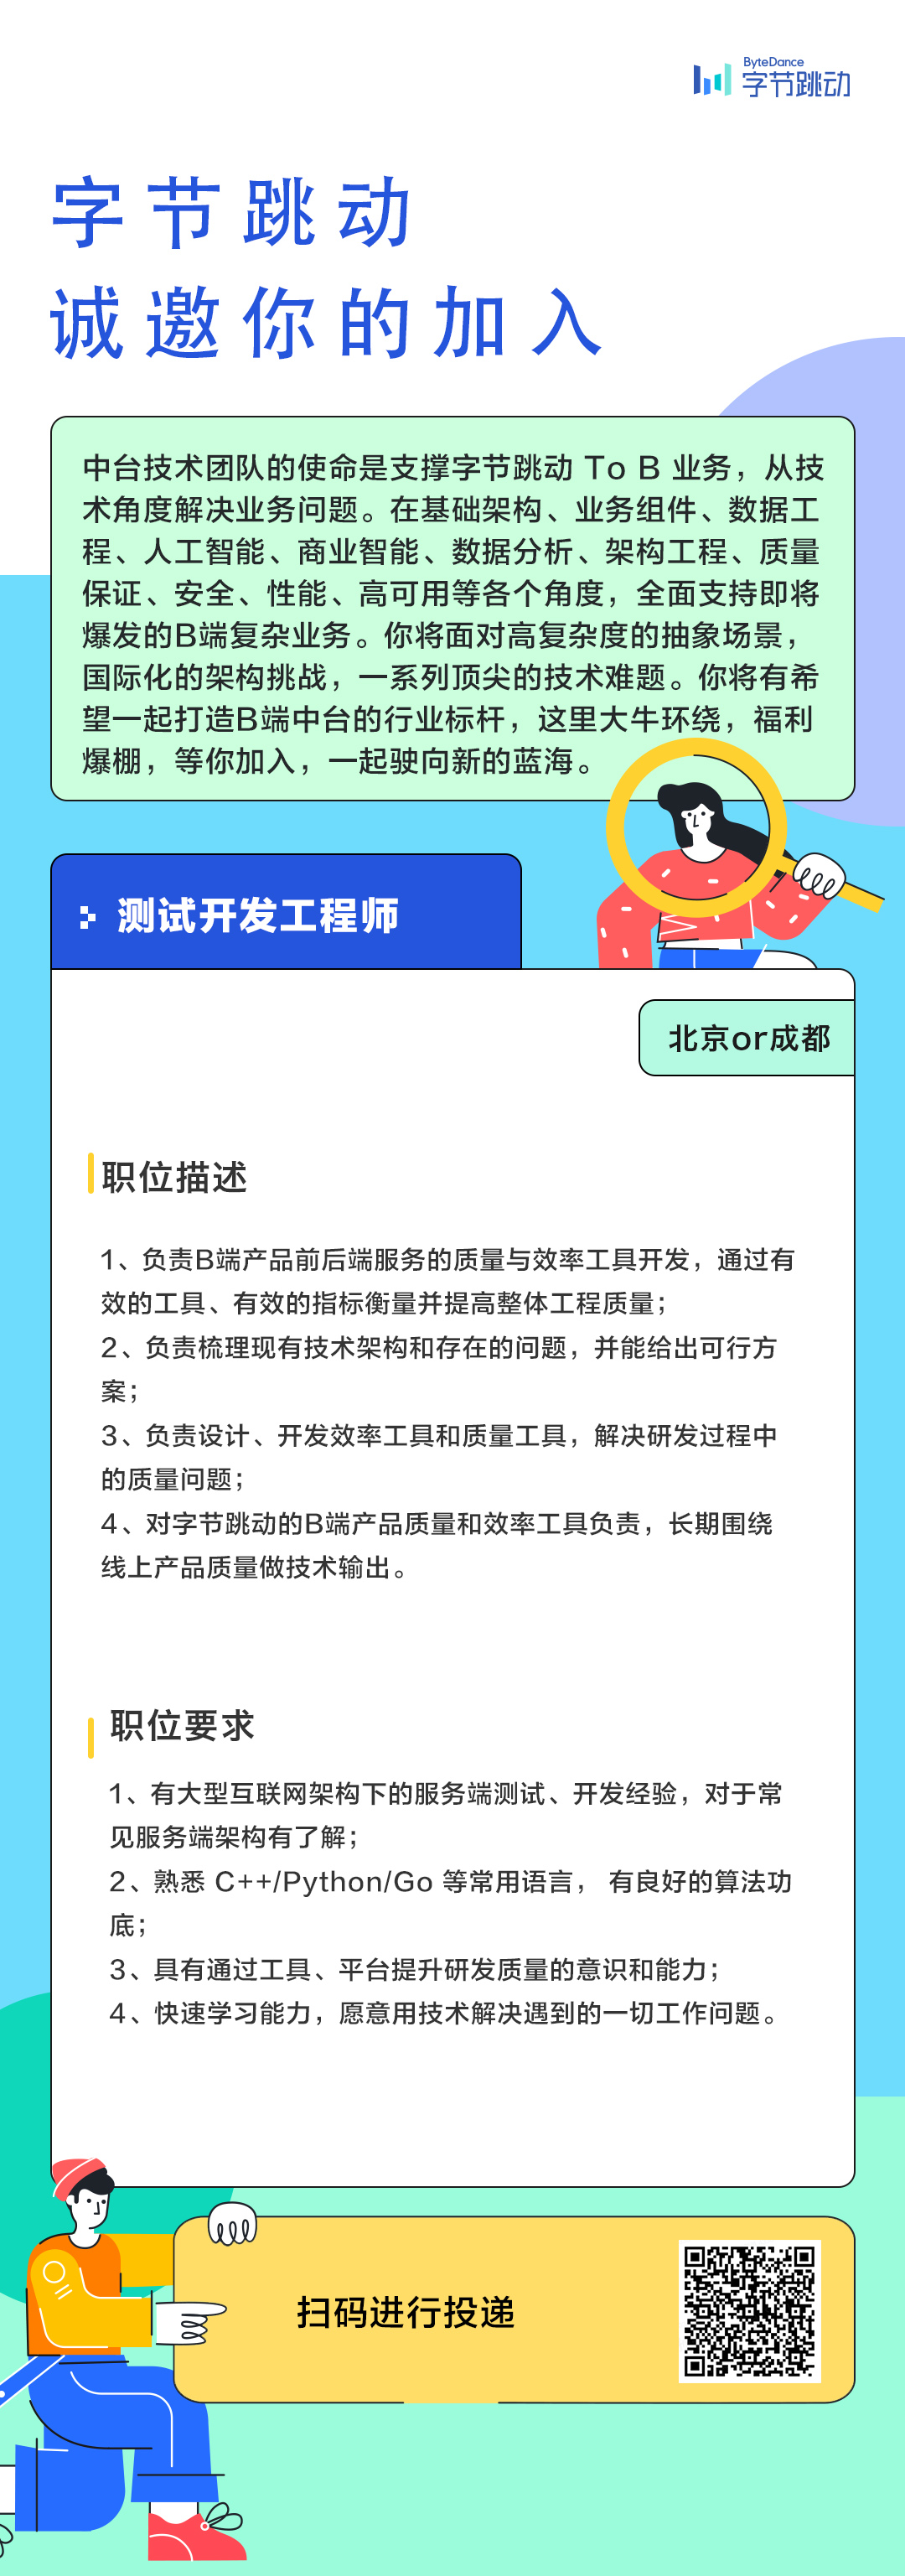 ByteDance
字节跳动
字节跳动
诚邀你的加入
中台技术团队的使命是支撑字节跳动 To B 业务，从技
术角度解决业务问题。在基础架构、业务组件、数据工
程、人工智能、商业智能、数据分析、架构工程、质量
保证、安全、性能、高可用等各个角度，全面支持即将
爆发的B端复杂业务。你将面对高复杂度的抽象场景，
国际化的架构挑战，一系列顶尖的技术难题。你将有希
望一起打造B端中台的行业标杆，这里大牛环绕，福利
爆棚，等你加入，一起驶向新的蓝海。
测试开发工程师
北京or成都
职位描述
1、负责B端产品前后端服务的质量与效率工具开发，通过有
效的工具、有效的指标衡量并提高整体工程质量；
2、负责梳理现有技术架构和存在的问题，并能给出可行方
案；
3、负责设计、开发效率工具和质量工具，解决研发过程中
的质量问题；
4、对字节跳动的B端产品质量和效率工具负责，长期围绕
线上产品质量做技术输出。
职位要求
1、有大型互联网架构下的服务端测试、开发经验，对于常
见服务端架构有了解；
2、熟悉 C++/Python/Go 等常用语言， 有良好的算法功
底；
3、具有通过工具、平台提升研发质量的意识和能力；
4、快速学习能力，愿意用技术解决遇到的一切工作问题。
扫码进行投递